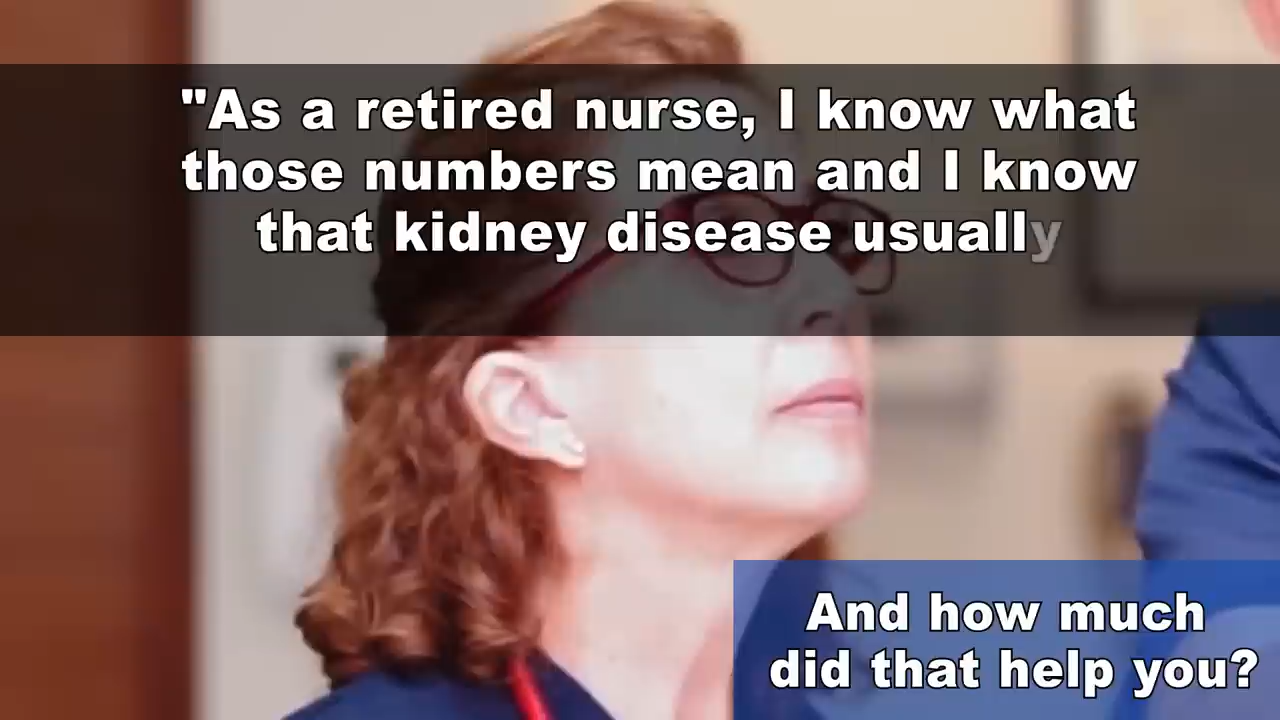 "As a retired nurse, I know what
those numbers mean and I know
that kidney disease usually
And how much
did that help you?